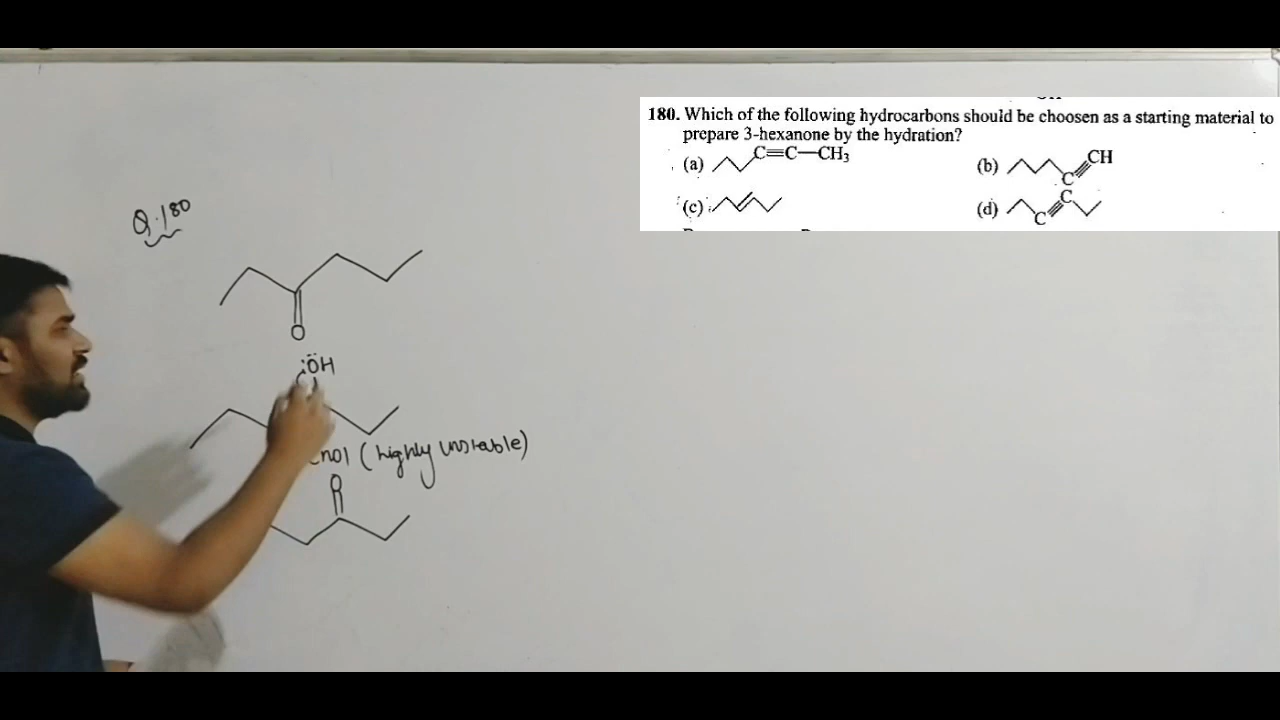 180. Which of the following hydrocarbons should be choosen as a starting material to
prepare 3-hexanone by the hydration?
(a) C≡C—CH₃
(b) C≡CH
(c)
(d) C≡C
Q.180
O
:ÖH
(highly unstable)
O